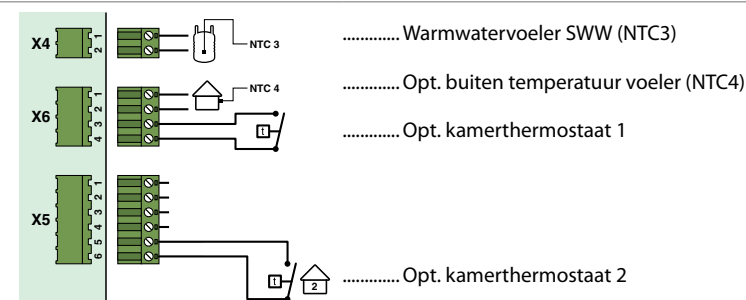 X4
1
2
NTC 3
............. Warmwatervoeler SWW (NTC3)
X6
1
2
3
4
NTC 4
............. Opt. buiten temperatuur voeler (NTC4)
t
............. Opt. kamerthermostaat 1
X5
1
2
3
4
5
6
t
2
............. Opt. kamerthermostaat 2